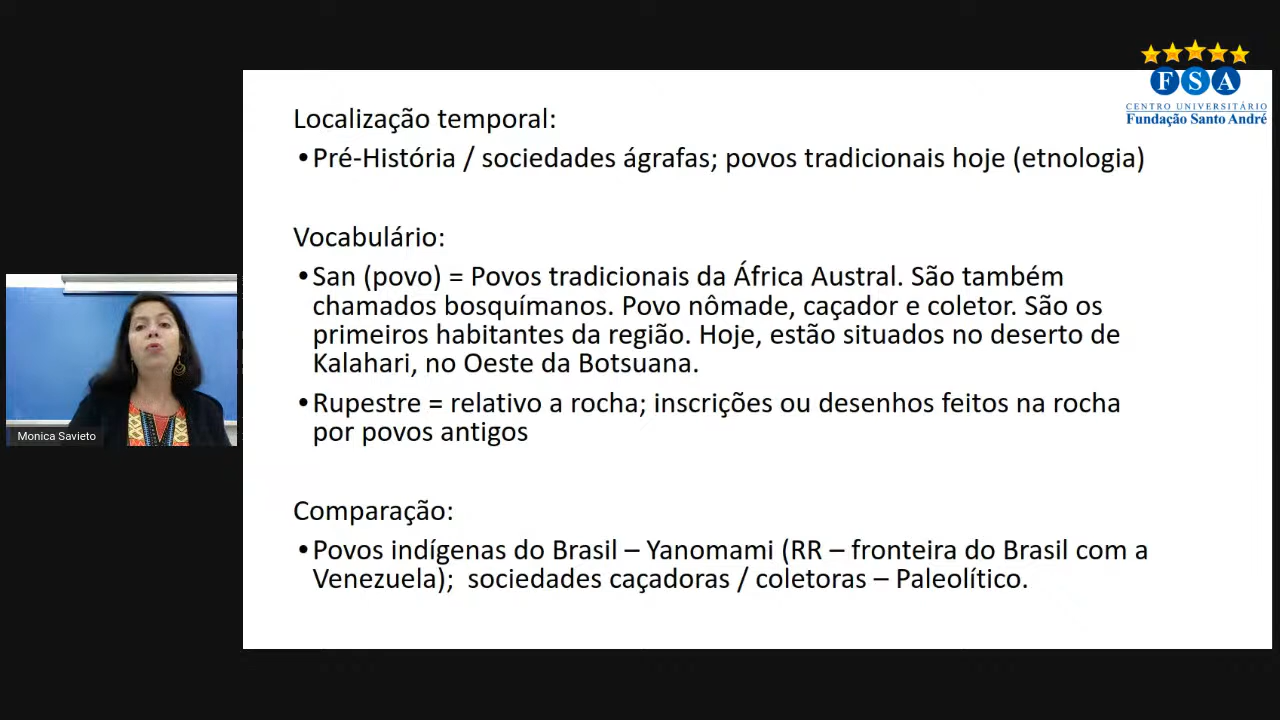 FSA
CENTRO UNIVERSITÁRIO
Fundação Santo André
Localização temporal:
•Pré-História / sociedades ágrafas; povos tradicionais hoje (etnologia)
Vocabulário:
•San (povo) = Povos tradicionais da África Austral. São também
chamados bosquímanos. Povo nômade, caçador e coletor. São os
primeiros habitantes da região. Hoje, estão situados no deserto de
Kalahari, no Oeste da Botsuana.
•Rupestre = relativo a rocha; inscrições ou desenhos feitos na rocha
por povos antigos
Comparação:
•Povos indígenas do Brasil – Yanomami (RR – fronteira do Brasil com a
Venezuela);  sociedades caçadoras / coletoras – Paleolítico.
Monica Savieto